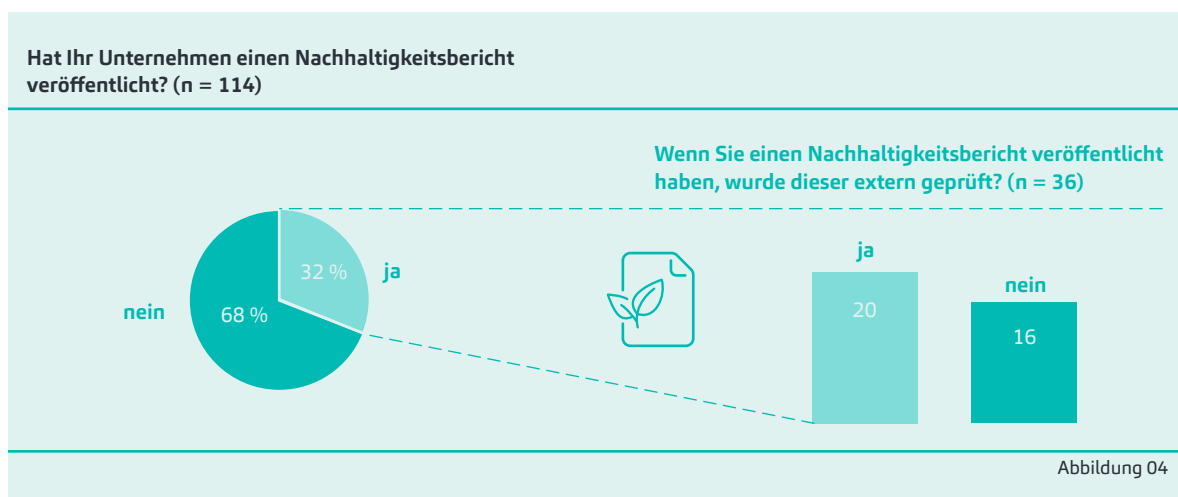 Hat Ihr Unternehmen einen Nachhaltigkeitsbericht
veröffentlicht? (n = 114)
Wenn Sie einen Nachhaltigkeitsbericht veröffentlicht
haben, wurde dieser extern geprüft? (n = 36)
nein
68 %
32 %
ja
ja
20
nein
16
Abbildung 04